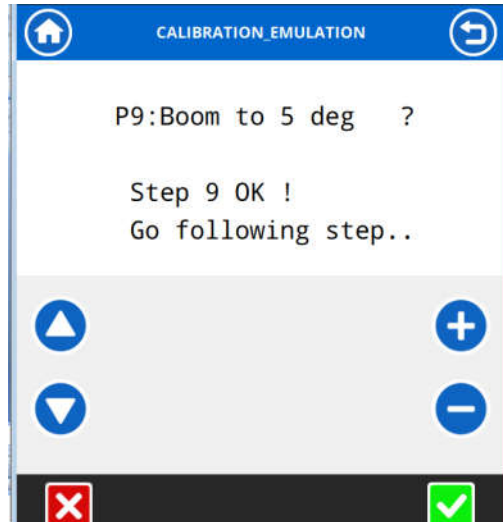 CALIBRATION_EMULATION
P9:Boom to 5 deg ?
Step 9 OK !
Go following step..